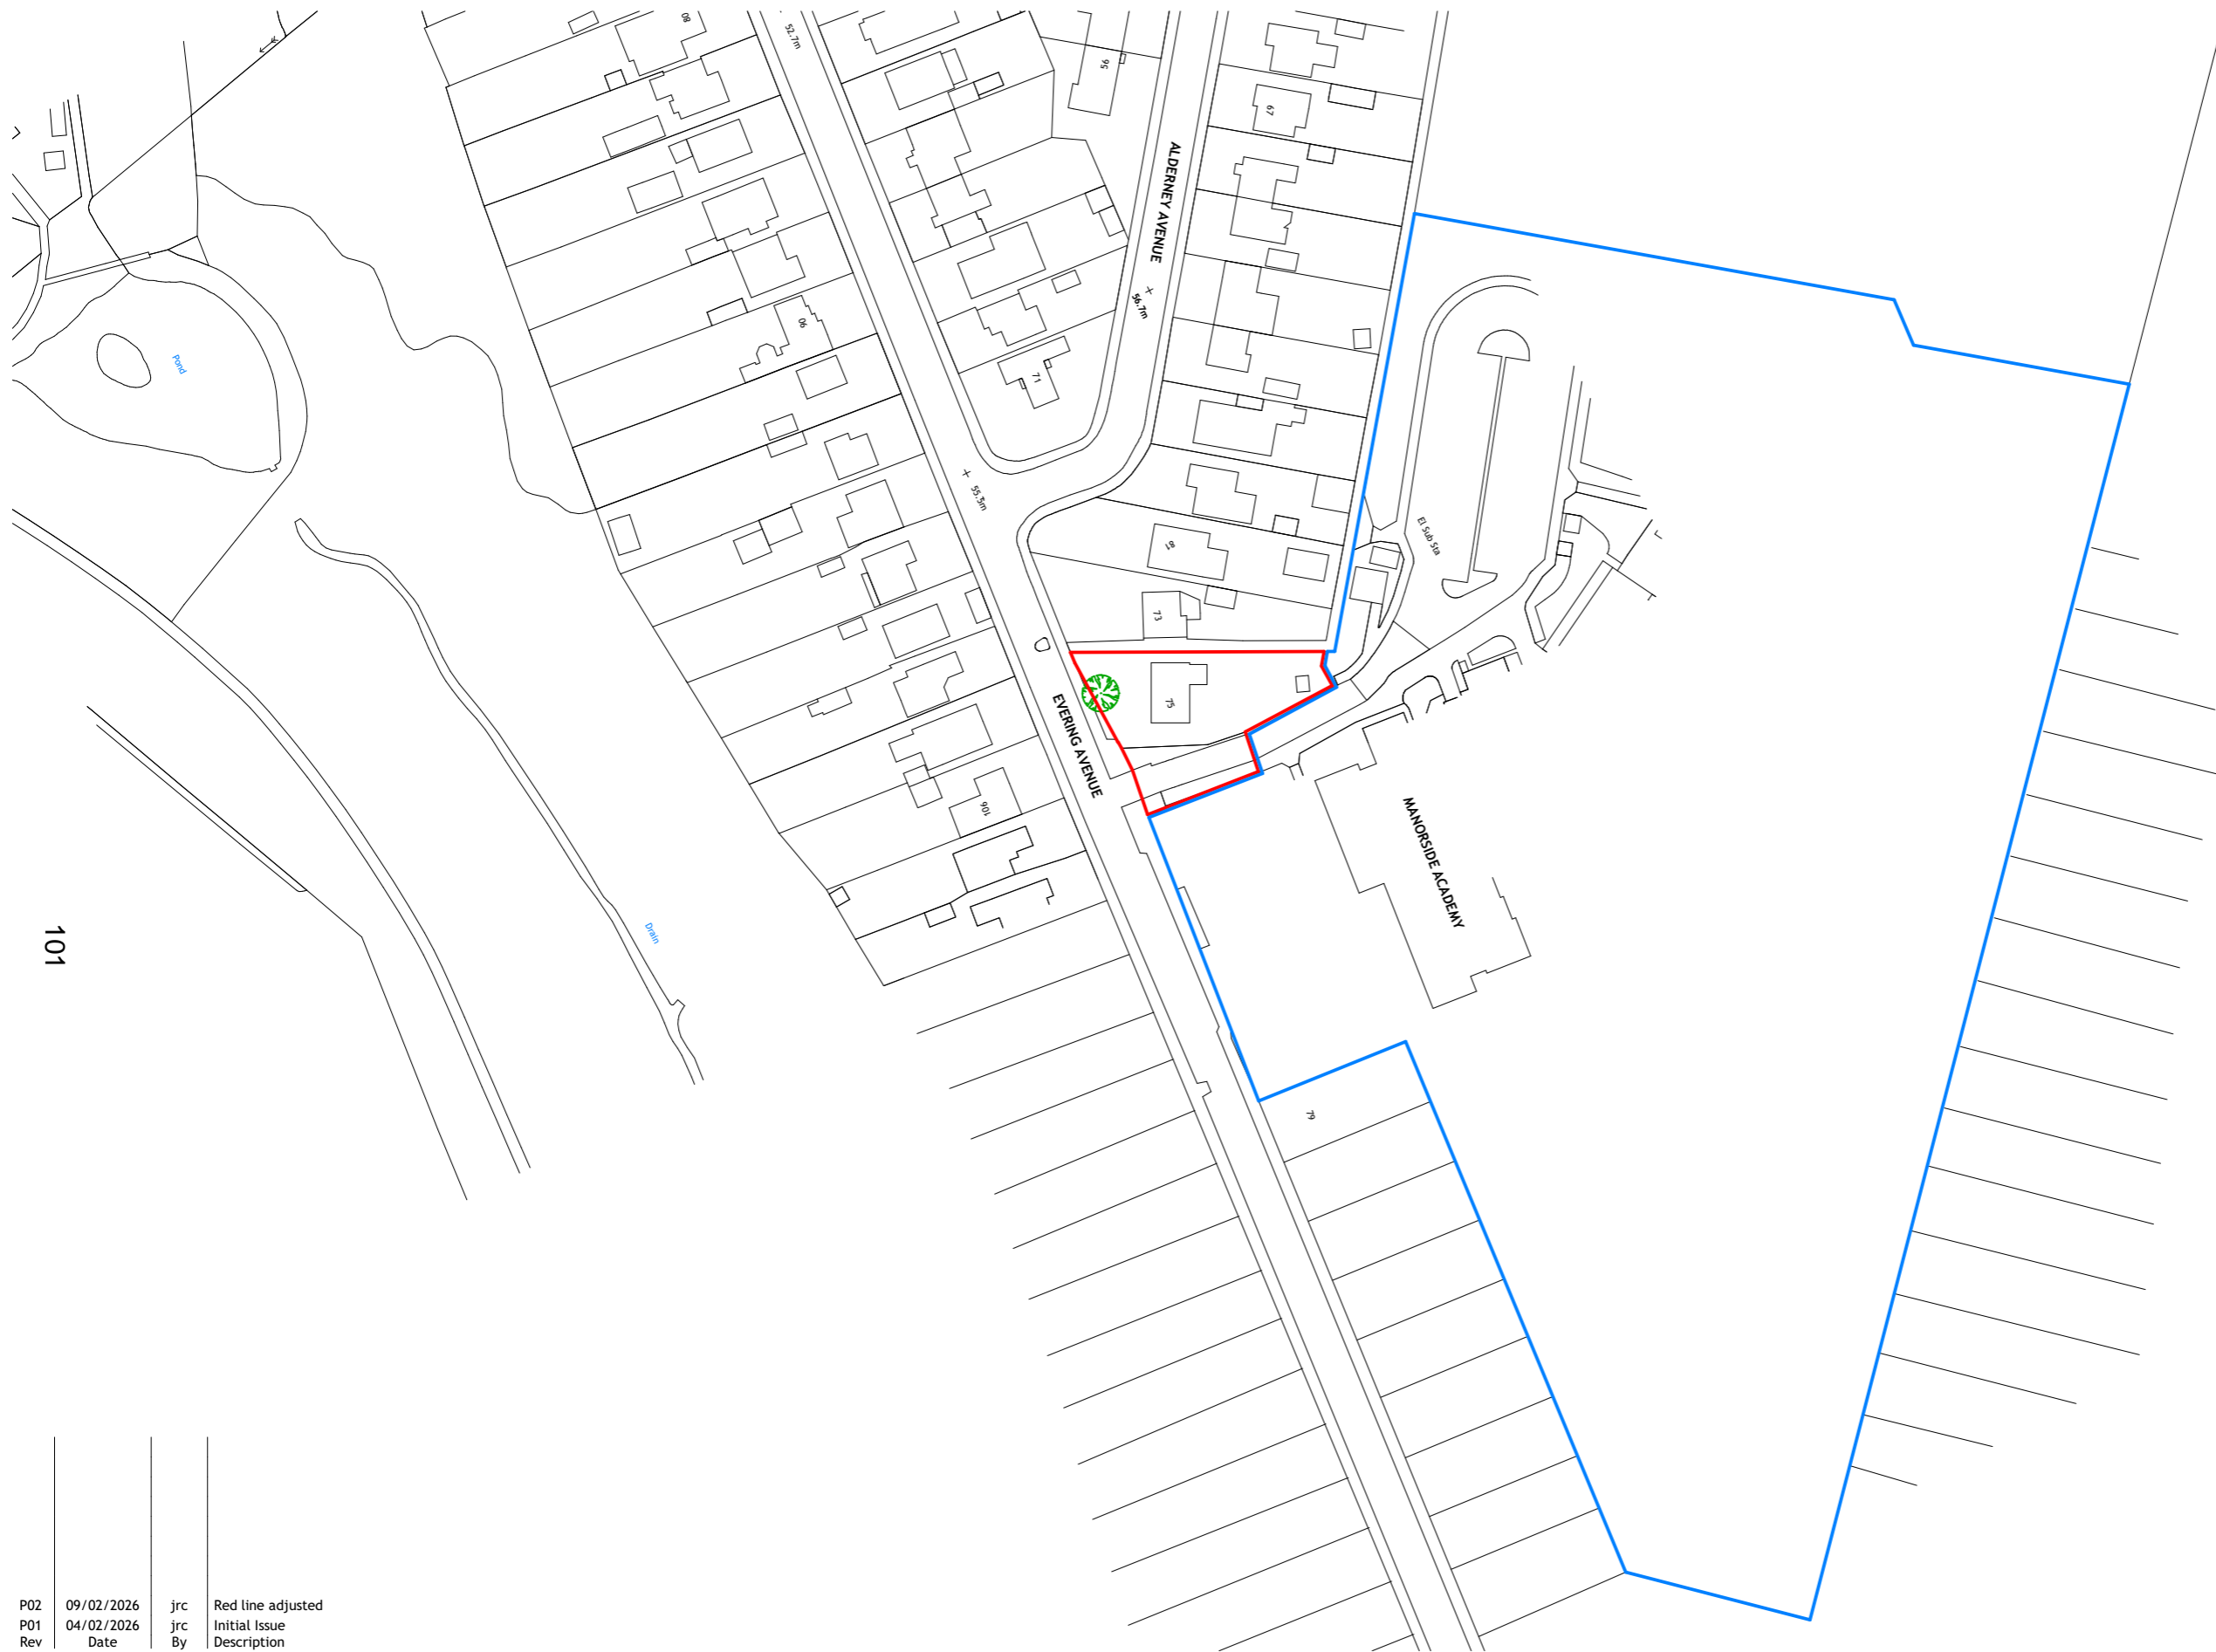 80
52.7m
95
67
ALDERNEY AVENUE
56.7m
90
Pond
71
55.5m
El Sub Sta
81
73
75
EVERING AVENUE
106
MANORSIDE ACADEMY
Drain
101
79
P02 09/02/2026 jrc Red line adjusted
P01 04/02/2026 jrc Initial Issue
Rev Date By Description